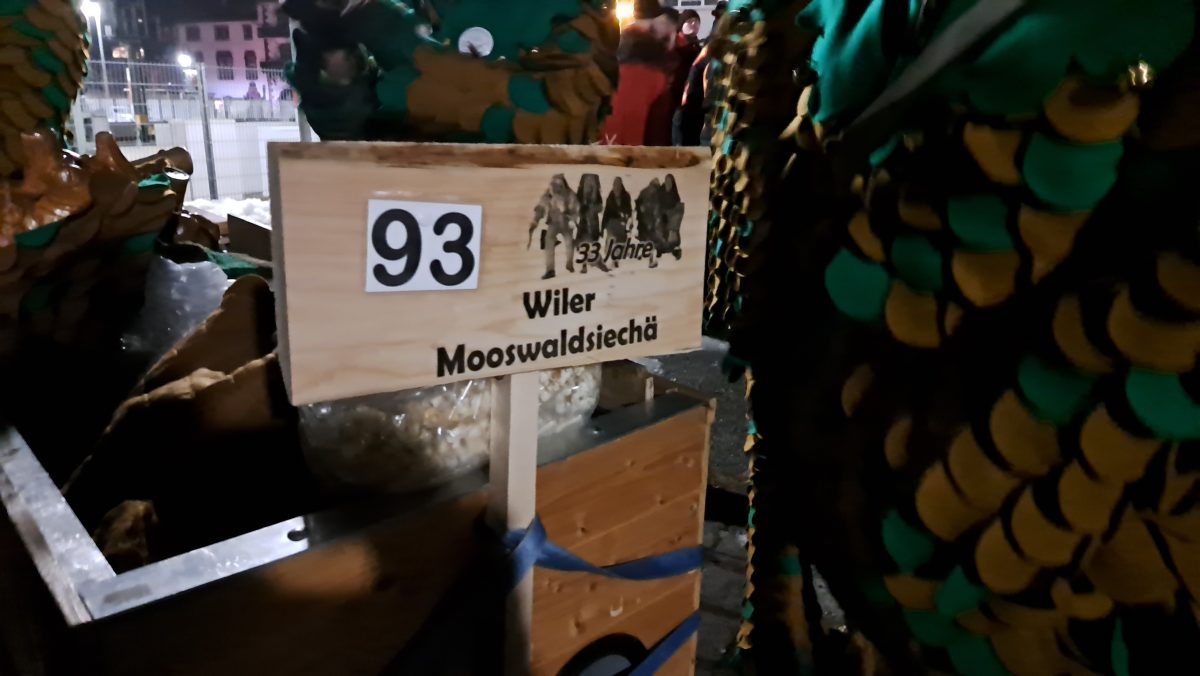 93
33 Jahre
Wiler
Mooswaldsiechä